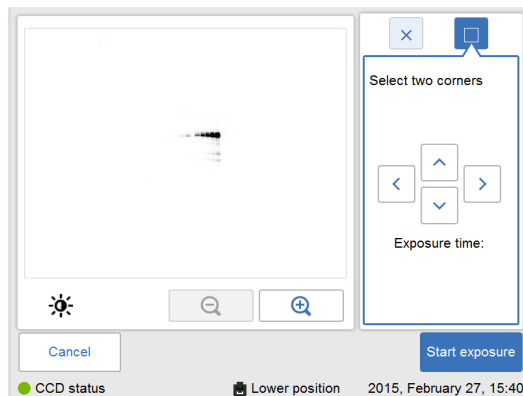 Select two corners
Exposure time:
Cancel
Start exposure
CCD status
Lower position
2015, February 27, 15:40